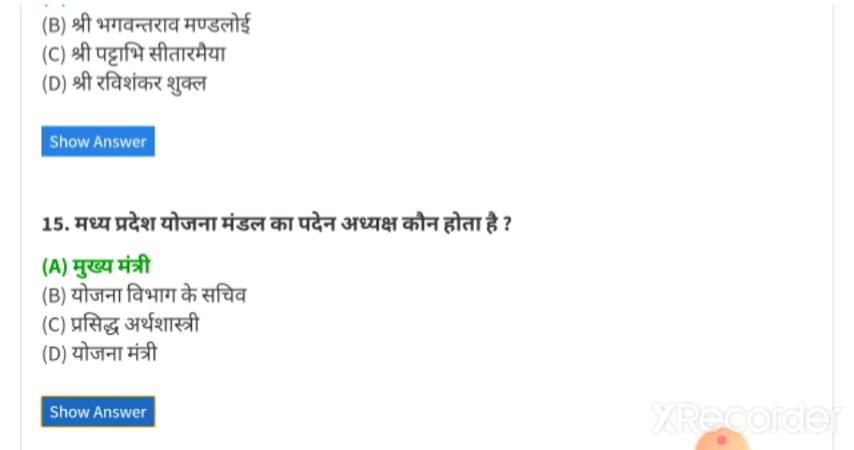 (B) श्री भगवन्तराव मण्डलोई
(C) श्री पट्टाभि सीतारमैया
(D) श्री रविशंकर शुक्ल
Show Answer
15. मध्य प्रदेश योजना मंडल का पदेन अध्यक्ष कौन होता है ?
(A) मुख्य मंत्री
(B) योजना विभाग के सचिव
(C) प्रसिद्ध अर्थशास्त्री
(D) योजना मंत्री
Show Answer
XRecorder